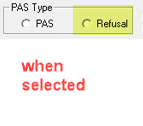 PAS Type
PAS Refusal
when
selected